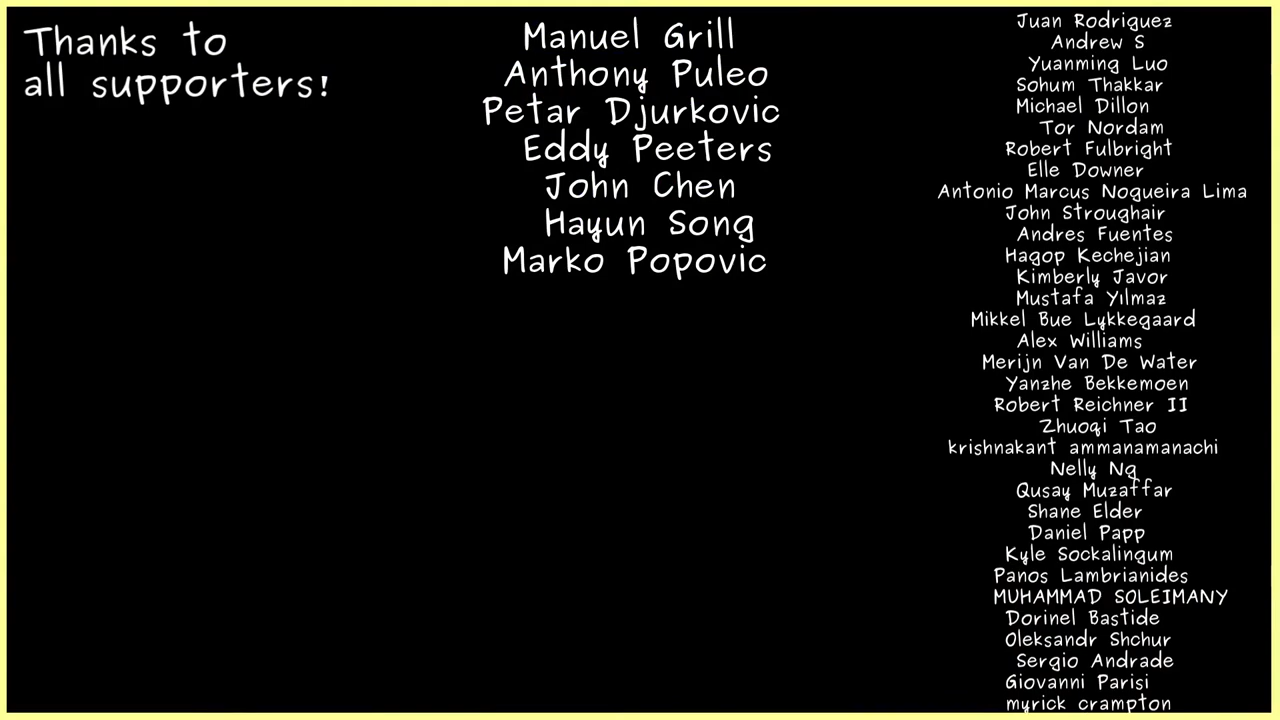 Thanks to
all supporters!
Manuel Grill
Anthony Puleo
Petar Djurkovic
Eddy Peeters
John Chen
Hayun Song
Marko Popovic
Juan Rodriguez
Andrew S
Yuanming Luo
Sohum Thakkar
Michael Dillon
Tor Nordam
Robert Fulbright
Elle Downer
Antonio Marcus Nogueira Lima
John Stroughair
Andres Fuentes
Hagop Kechejian
Kimberly Javor
Mustafa Yılmaz
Mikkel Bue Lykkegaard
Alex Williams
Merijn Van De Water
Yanzhe Bekkemoen
Robert Reichner II
Zhuoqi Tao
krishnakant ammanamanachi
Nelly Ng
Qusay Muzaffar
Shane Elder
Daniel Papp
Kyle Sockalingum
Panos Lambrianides
MUHAMMAD SOLEIMANY
Dorinel Bastide
Oleksandr Shchur
Sergio Andrade
Giovanni Parisi
myrick crampton